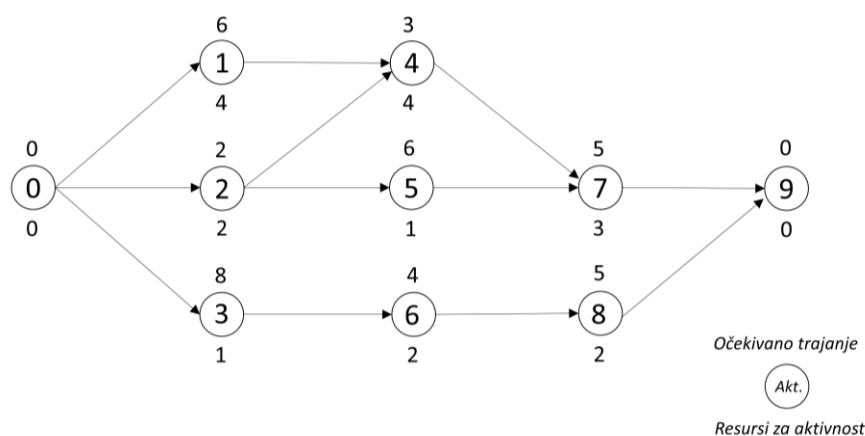 6 3
1 4
4 4
0 2 6 5 0
0 2 5 7 9
0 2 1 3 0
8 4 5
3 6 8
1 2 2
Očekivano trajanje
Akt.
Resursi za aktivnost